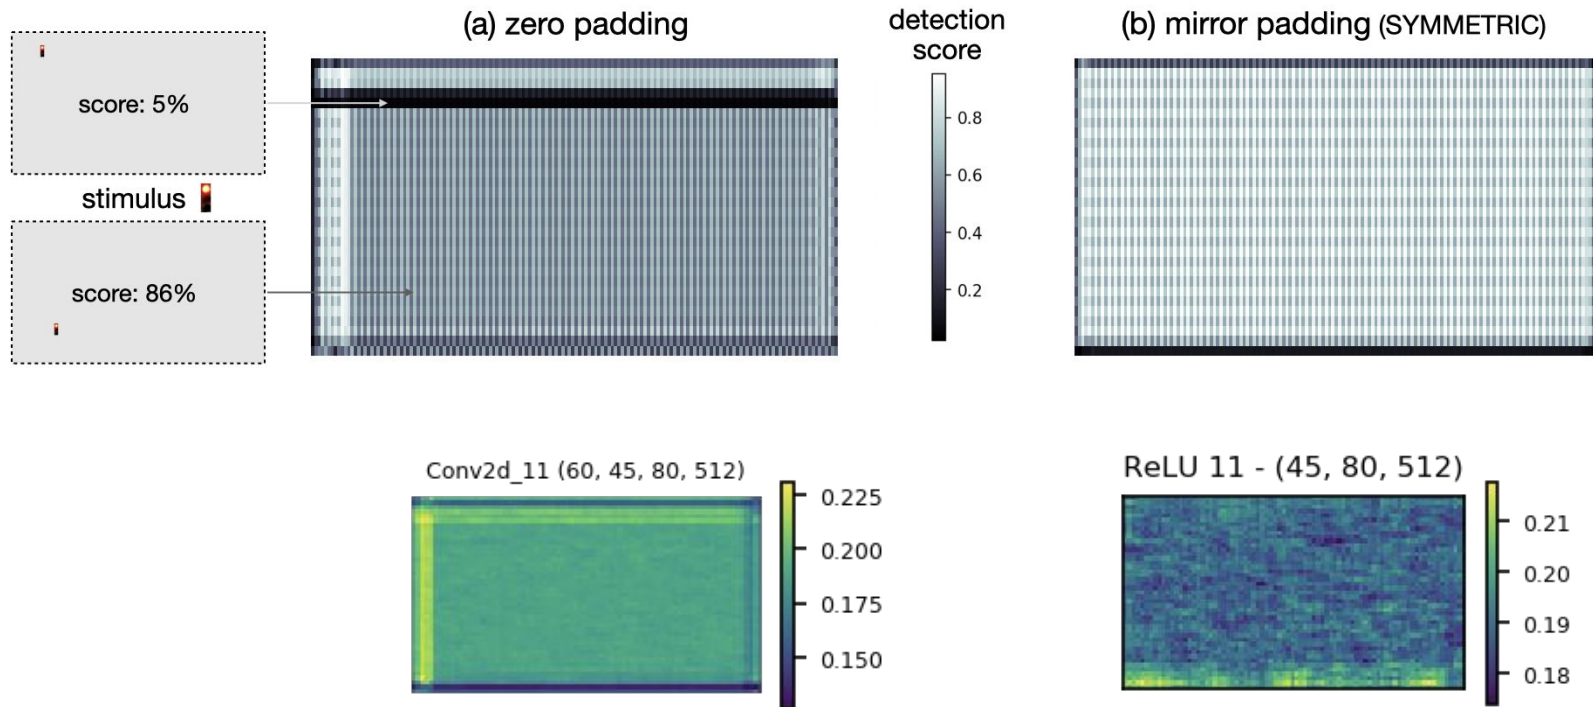 (a) zero padding
detection
score
(b) mirror padding (SYMMETRIC)
score: 5%
stimulus
score: 86%
0.8
0.6
0.4
0.2
Conv2d_11 (60, 45, 80, 512)
0.225
0.200
0.175
0.150
ReLU 11 - (45, 80, 512)
0.21
0.20
0.19
0.18